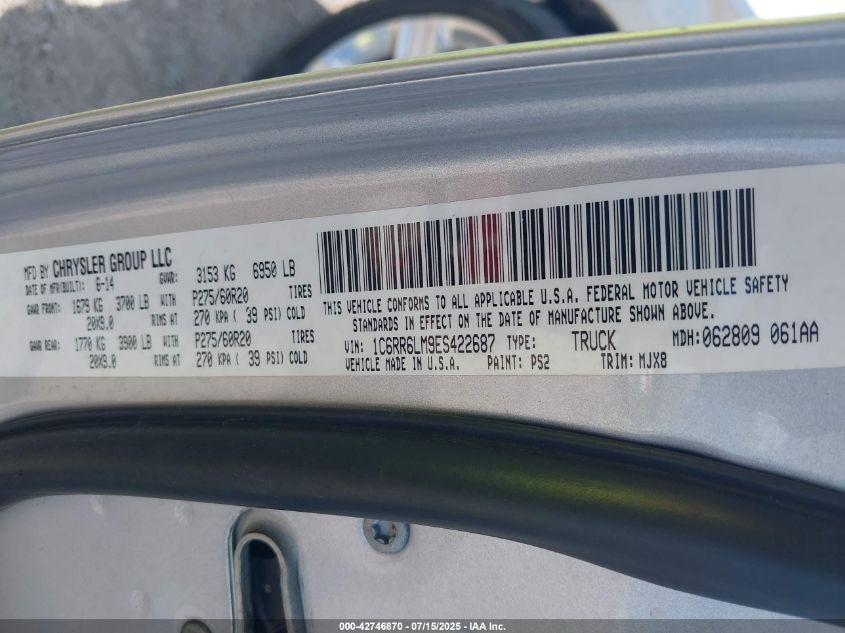 MFD BY CHRYSLER GROUP LLC
DATE OF MFR(BUILT): 6-14 GVWR: 3153 KG 6950 LB
GAWR FRONT: 1679 KG 3700 LB WITH P275/60R20 TIRES
20X9.0 RIMS AT 270 KPA ( 39 PSI) COLD
GAWR REAR: 1770 KG 3900 LB WITH P275/60R20 TIRES
20X9.0 RIMS AT 270 KPA ( 39 PSI) COLD
THIS VEHICLE CONFORMS TO ALL APPLICABLE U.S.A. FEDERAL MOTOR VEHICLE SAFETY
STANDARDS IN EFFECT ON THE DATE OF MANUFACTURE SHOWN ABOVE.
VIN: 1C6RR6LM9ES422687 TYPE: TRUCK MDH:062809 061AA
VEHICLE MADE IN U.S.A. PAINT: PS2 TRIM: MJX8
000-42746870 - 07/15/2025 - IAA Inc.